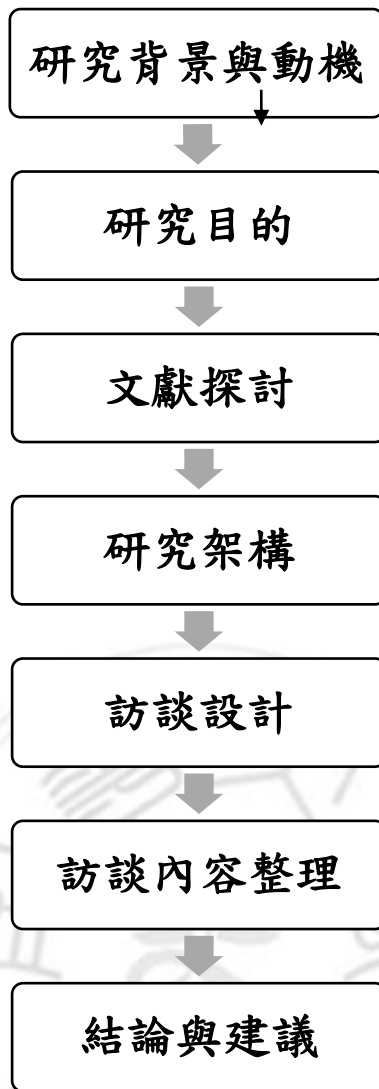 研究背景與動機
研究目的
文獻探討
研究架構
訪談設計
訪談內容整理
結論與建議